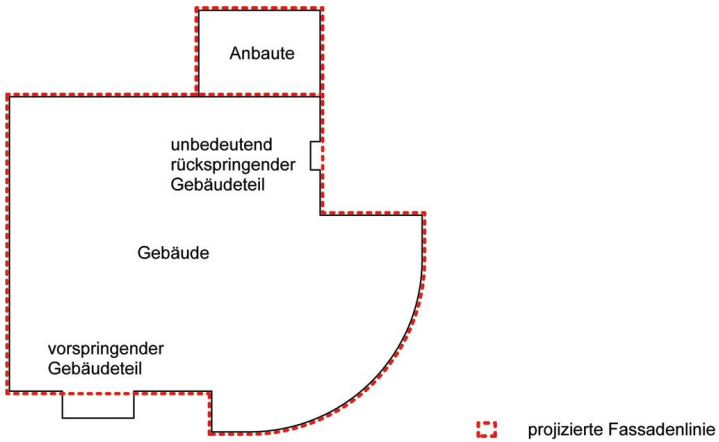 Anbaute
unbedeutend
rückspringender
Gebäudeteil
Gebäude
vorspringender
Gebäudeteil
projizierte Fassadenlinie